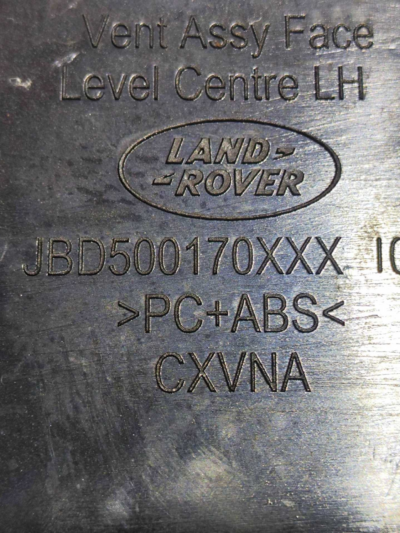 Vent Assy Face
Level Centre LH
LAND-
-ROVER
JBD500170XXX
>PC+ABS<
CXVNA